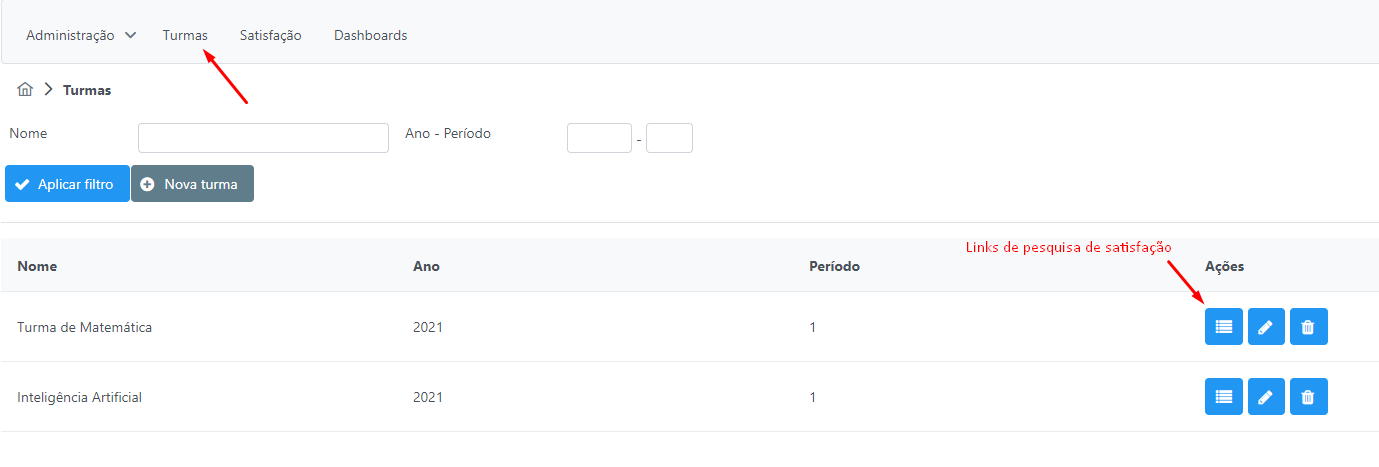 Administração Turmas Satisfação Dashboards
Turmas
Nome Ano - Período -
Aplicar filtro Nova turma
Links de pesquisa de satisfação
Nome Ano Período Ações
Turma de Matemática 2021 1
Inteligência Artificial 2021 1